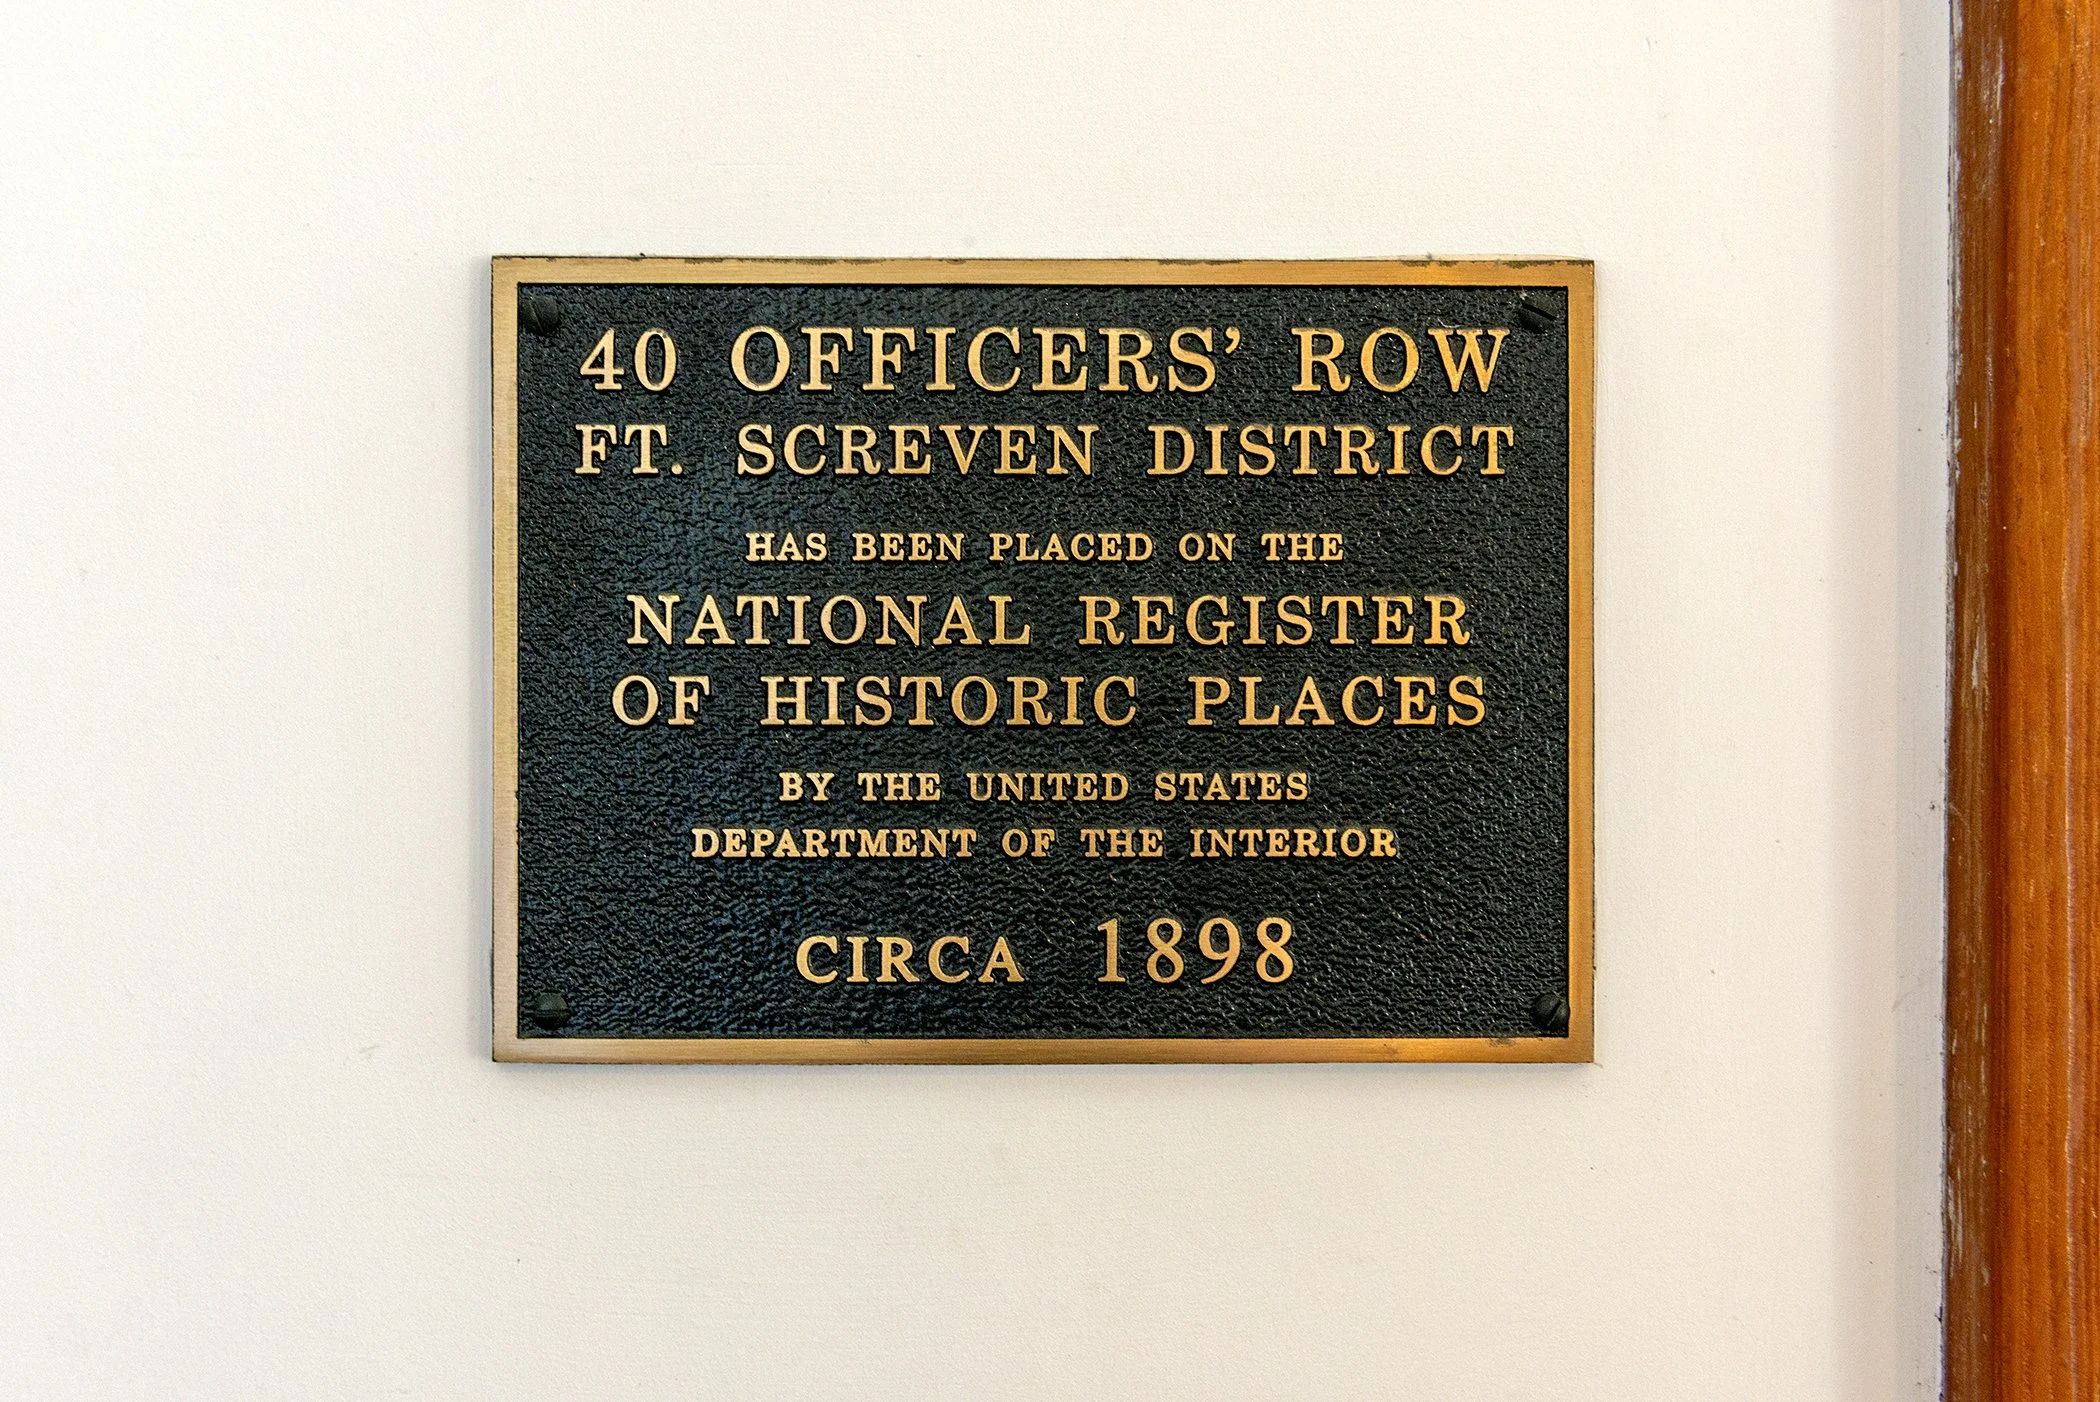 40 OFFICERS' ROW
FT. SCREVEN DISTRICT
HAS BEEN PLACED ON THE
NATIONAL REGISTER
OF HISTORIC PLACES
BY THE UNITED STATES
DEPARTMENT OF THE INTERIOR
CIRCA 1898